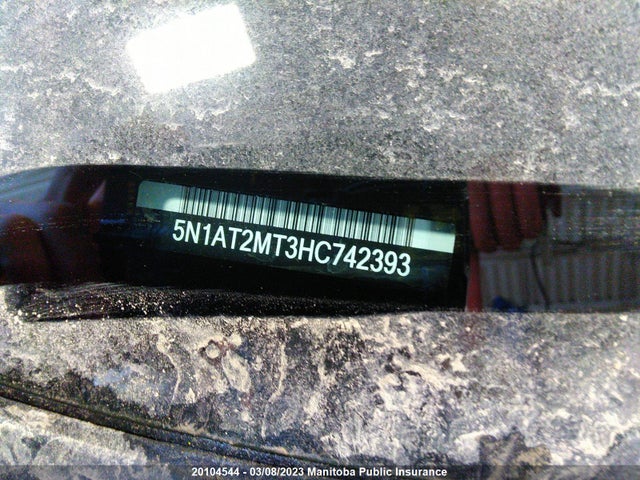 5N1AT2MT3HC742393
20104544 -- 03/08/2023 Manitoba Public Insurance